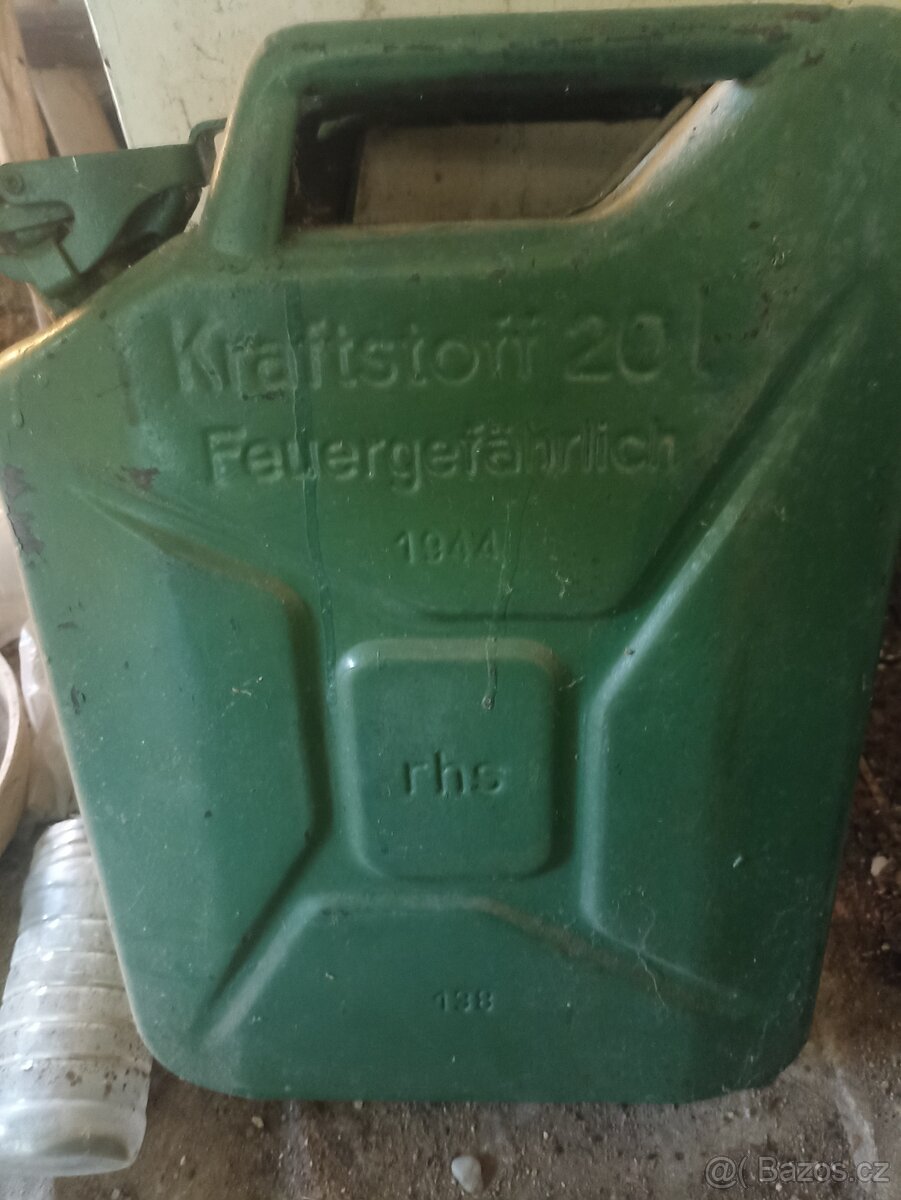 Kraftstoff 20 l
Feuergefährlich
1944
rhs
138
@( Bazos.cz